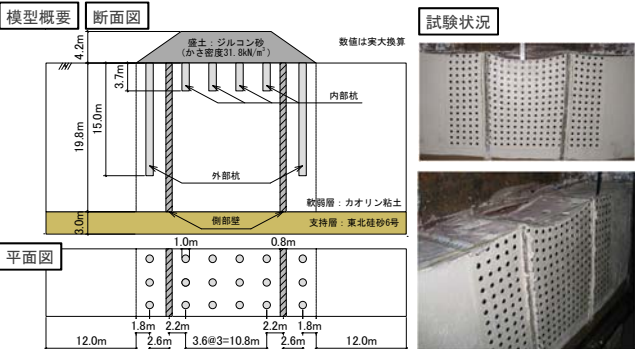 模型概要
断面図
試験状況
4.2m
盛土：ジルコン砂
(かさ密度31.8kN/㎥)
数値は実大換算
3.7m
内部杭
15.0m
19.8m
外部杭
軟弱層：カオリン粘土
側部壁
支持層：東北硅砂6号
3.0m
平面図
1.0m
0.8m
1.8m
2.2m
2.2m
1.8m
12.0m
2.6m
3.6@3=10.8m
2.6m
12.0m